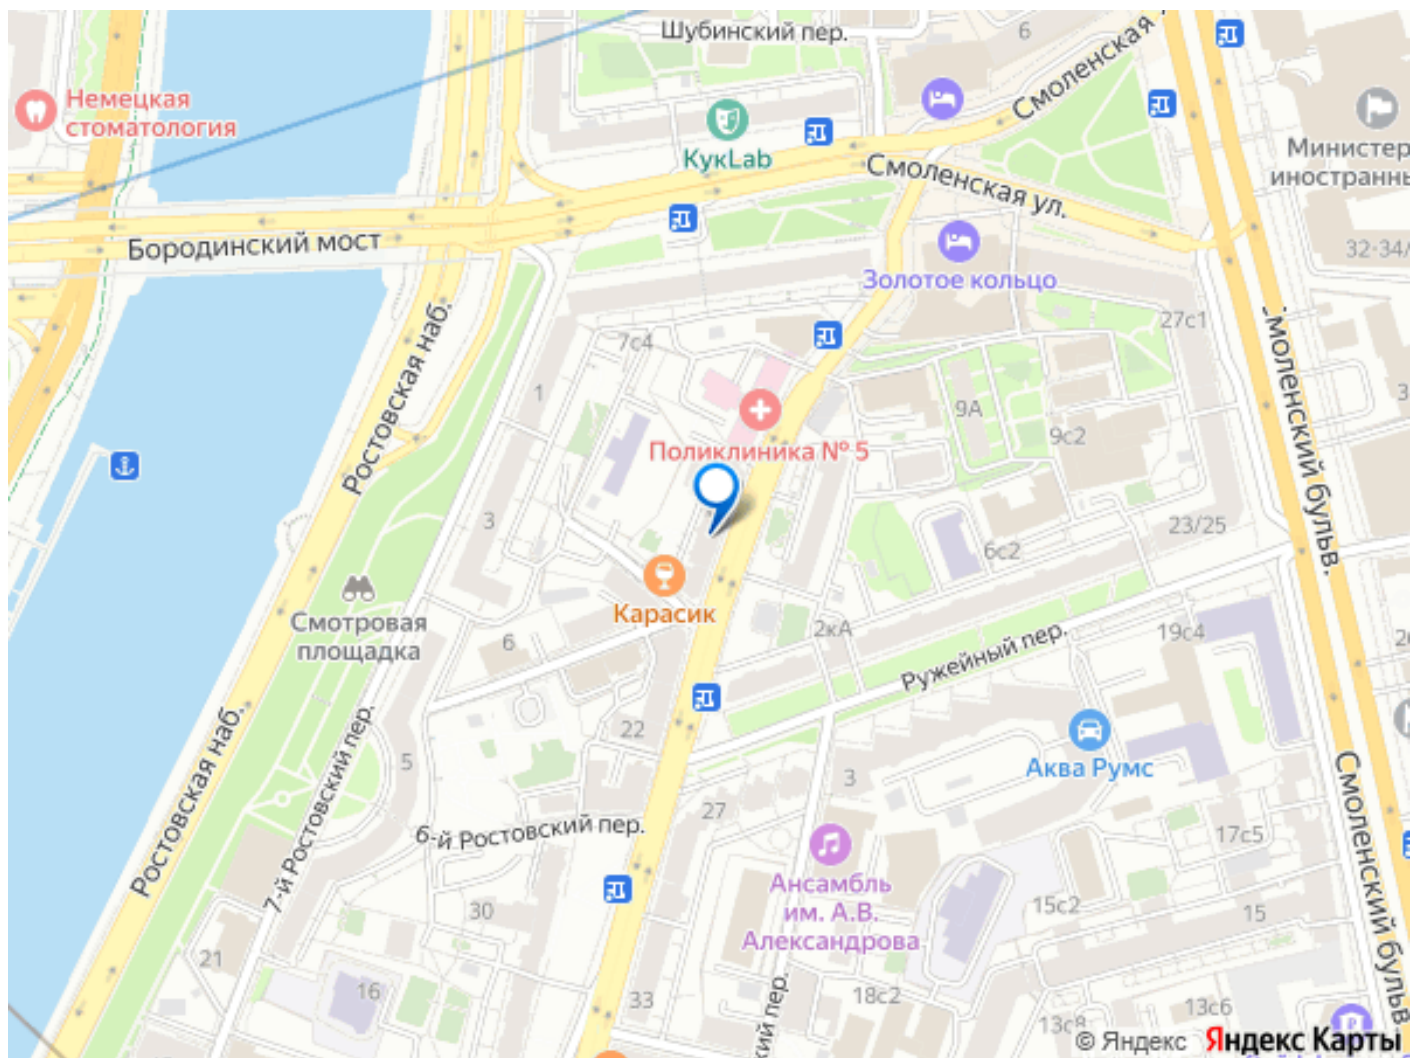 Шубинский пер.
6
Смоленская
Немецкая
стоматология
КукLab
Министер
иностранны
Смоленская ул.
Бородинский мост
32-34/
Золотое кольцо
27с1
7с4
Ростовская наб.
1
9А
9с2
Поликлиника № 5
Смоленский бульв.
3
23/25
6с2
Карасик
Смотровая
площадка
2кА
19с4
6
Ружейный пер.
22
5
Аква Румс
3
Ростовская наб.
7-й Ростовский пер.
27
6-й Ростовский пер.
17с5
Смоленский бульв.
Ансамбль
им. А.В.
Александрова
30
15с2
15
21
16
33
18с2
13с6
13с8
кий пер.
© Яндекс Яндекс Карты